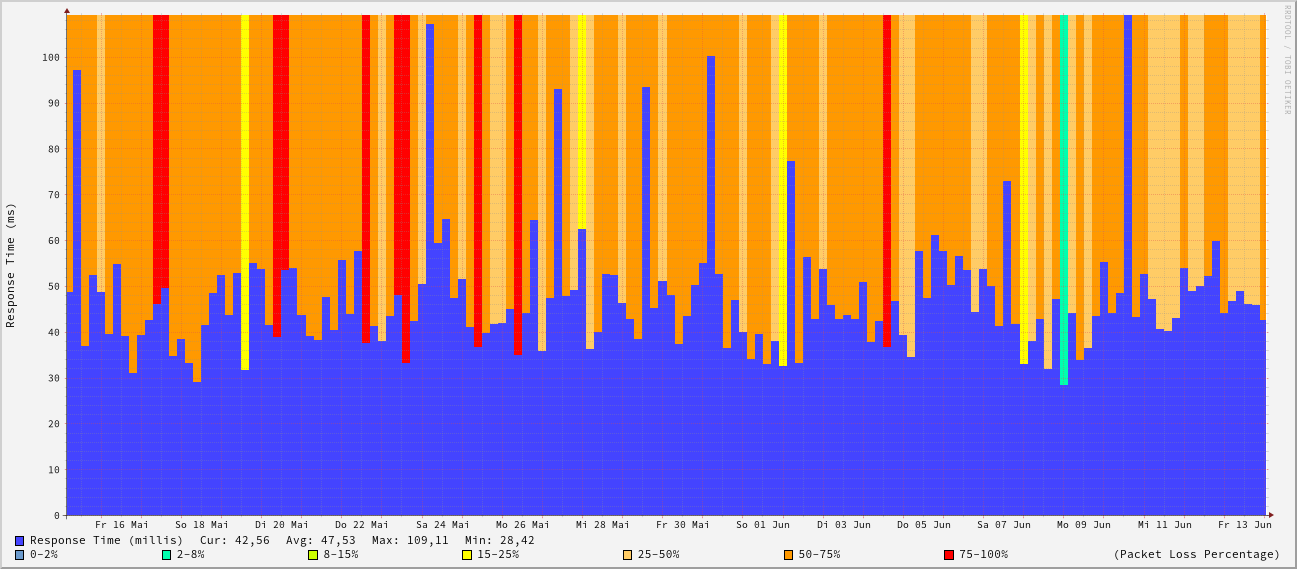 RRDTOOL / TOBI OETIKER
Response Time (ms)
100
90
80
70
60
50
40
30
20
10
0
Fr 16 Mai So 18 Mai Di 20 Mai Do 22 Mai Sa 24 Mai Mo 26 Mai Mi 28 Mai Fr 30 Mai So 01 Jun Di 03 Jun Do 05 Jun Sa 07 Jun Mo 09 Jun Mi 11 Jun Fr 13 Jun
Response Time (millis) Cur: 42,56 Avg: 47,53 Max: 109,11 Min: 28,42
0-2% 2-8% 8-15% 15-25% 25-50% 50-75% 75-100% (Packet Loss Percentage)